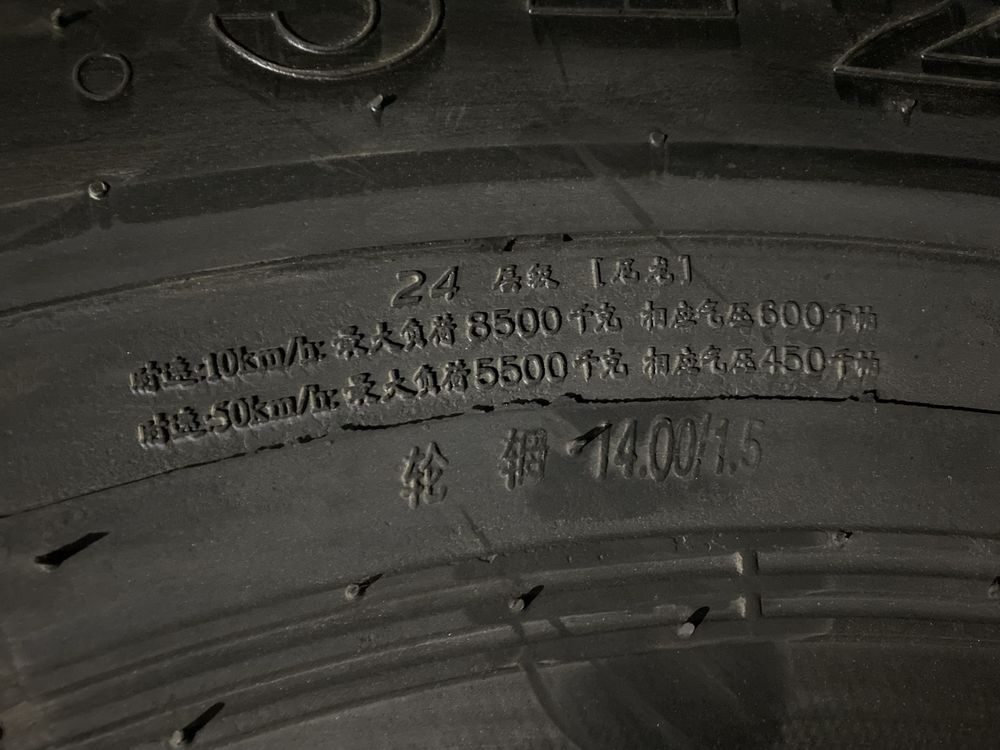 24 层级 [尼龙]
时速:10km/hr 最大负荷8500千克 相应气压600千帕
时速:50km/hr 最大负荷5500千克 相应气压450千帕
轮辋 14.00/1.5